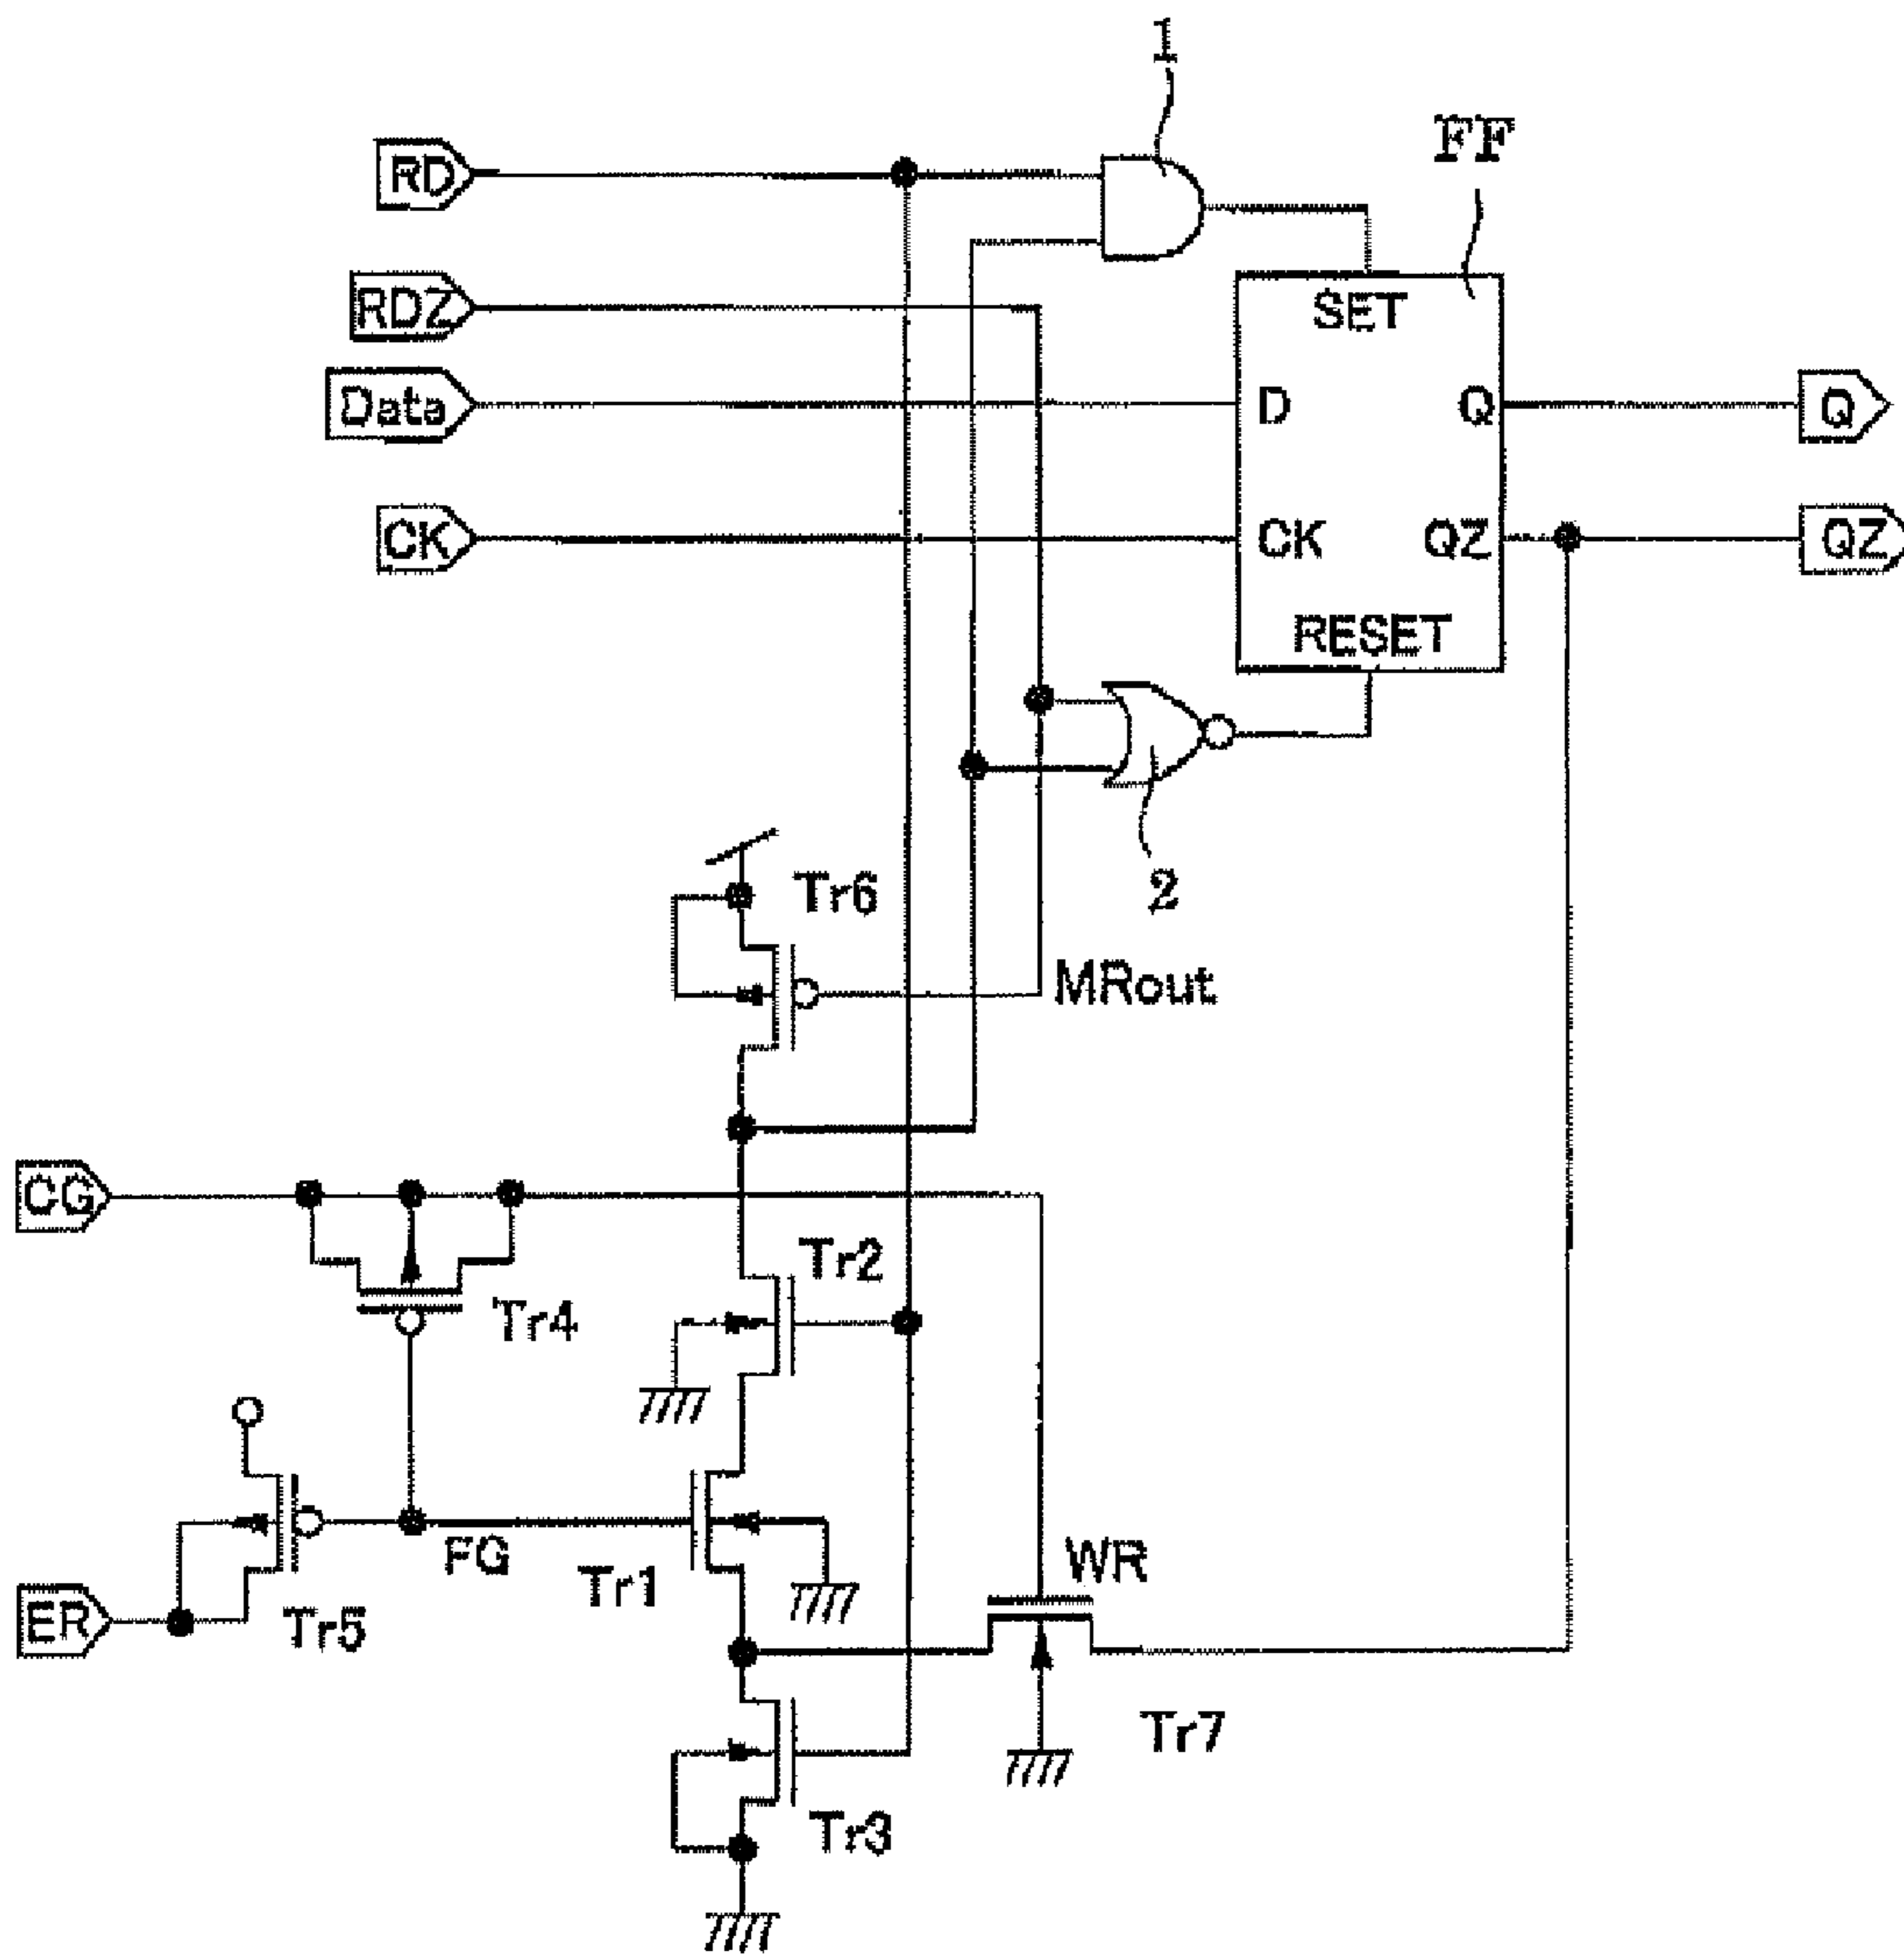 1
FF
RD
SET
RDZ
Data
D
Q
Q
CK
CK
QZ
QZ
RESET
2
Tr6
MRout
CG
Tr2
Tr4
FG
Tr1
WR
ER
Tr5
Tr7
Tr3